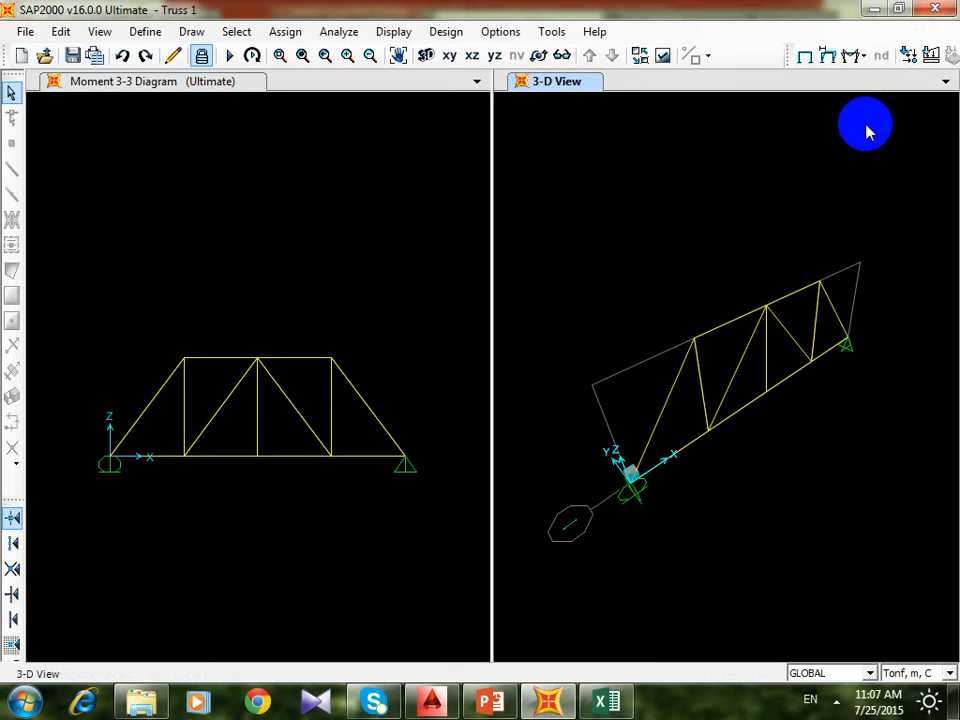 SAP2000 v16.0.0 Ultimate - Truss 1
File Edit View Define Draw Select Assign Analyze Display Design Options Tools Help
xy xz yz nv nd
Moment 3-3 Diagram (Ultimate)
3-D View
Z
X
Y Z
X
3-D View
GLOBAL
Tonf, m, C
EN
11:07 AM
7/25/2015